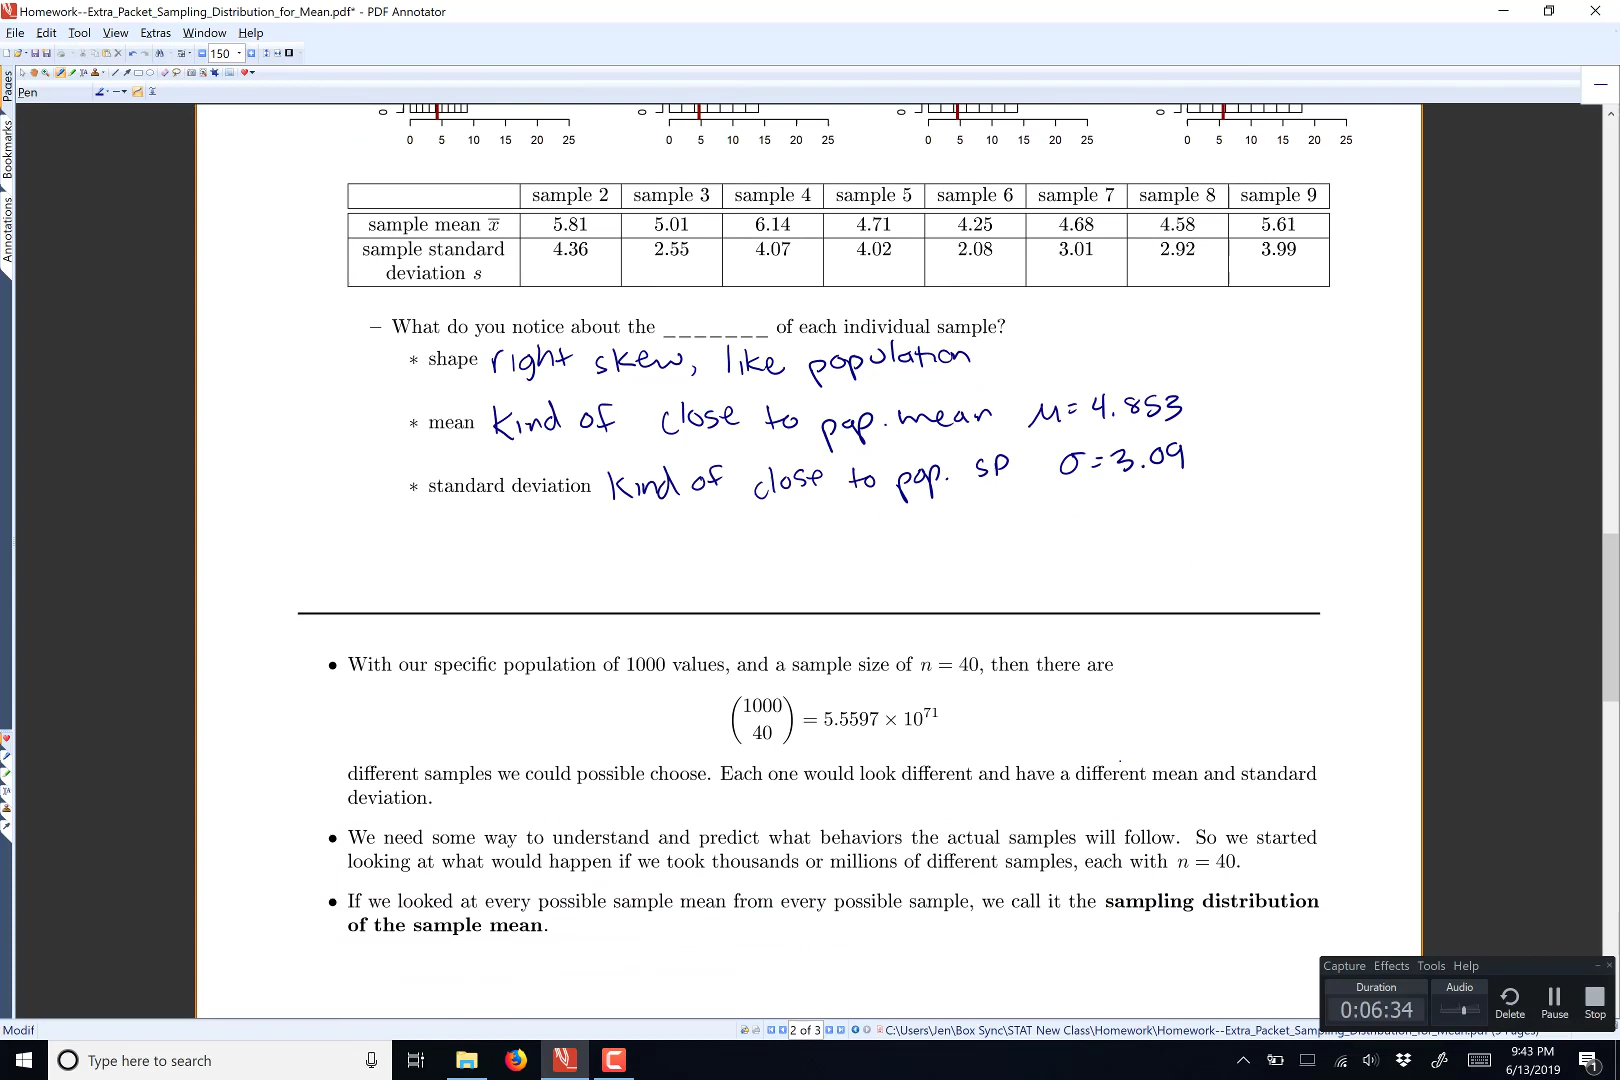 Homework--Extra_Packet_Sampling_Distribution_for_Mean.pdf* - PDF Annotator
File Edit Tool View Extras Window Help
150
Pen
Pages
Bookmarks
Annotations
0 0 0 0
0 5 10 15 20 25 0 5 10 15 20 25 0 5 10 15 20 25 0 5 10 15 20 25
sample 2 sample 3 sample 4 sample 5 sample 6 sample 7 sample 8 sample 9
sample mean x̅ 5.81 5.01 6.14 4.71 4.25 4.68 4.58 5.61
sample standard 4.36 2.55 4.07 4.02 2.08 3.01 2.92 3.99
deviation s
– What do you notice about the _______ of each individual sample?
* shape right skew, like population
* mean kind of close to pop. mean μ=4.853
* standard deviation kind of close to pop. SD σ=3.09
• With our specific population of 1000 values, and a sample size of n = 40, then there are
(1000
40) = 5.5597 × 10^71
different samples we could possible choose. Each one would look different and have a different mean and standard
deviation.
• We need some way to understand and predict what behaviors the actual samples will follow. So we started
looking at what would happen if we took thousands or millions of different samples, each with n = 40.
• If we looked at every possible sample mean from every possible sample, we call it the sampling distribution
of the sample mean.
Capture Effects Tools Help
Duration Audio
0:06:34 Delete Pause Stop
Modif 2 of 3 C:\Users\Jen\Box Sync\STAT New Class\Homework\Homework--Extra_Packet_Sampling_Distribution_for_Mean.pdf
Type here to search
9:43 PM
6/13/2019
1